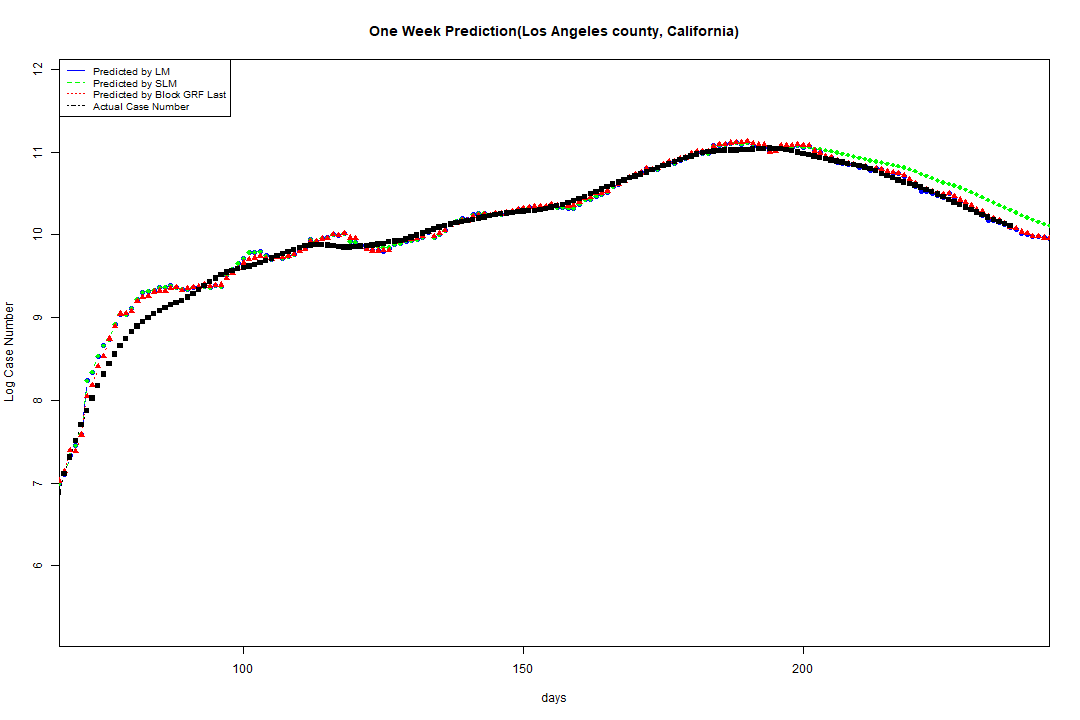 One Week Prediction(Los Angeles county, California)
Predicted by LM
Predicted by SLM
Predicted by Block GRF Last
Actual Case Number
12
11
10
9
8
7
6
Log Case Number
100 150 200
days